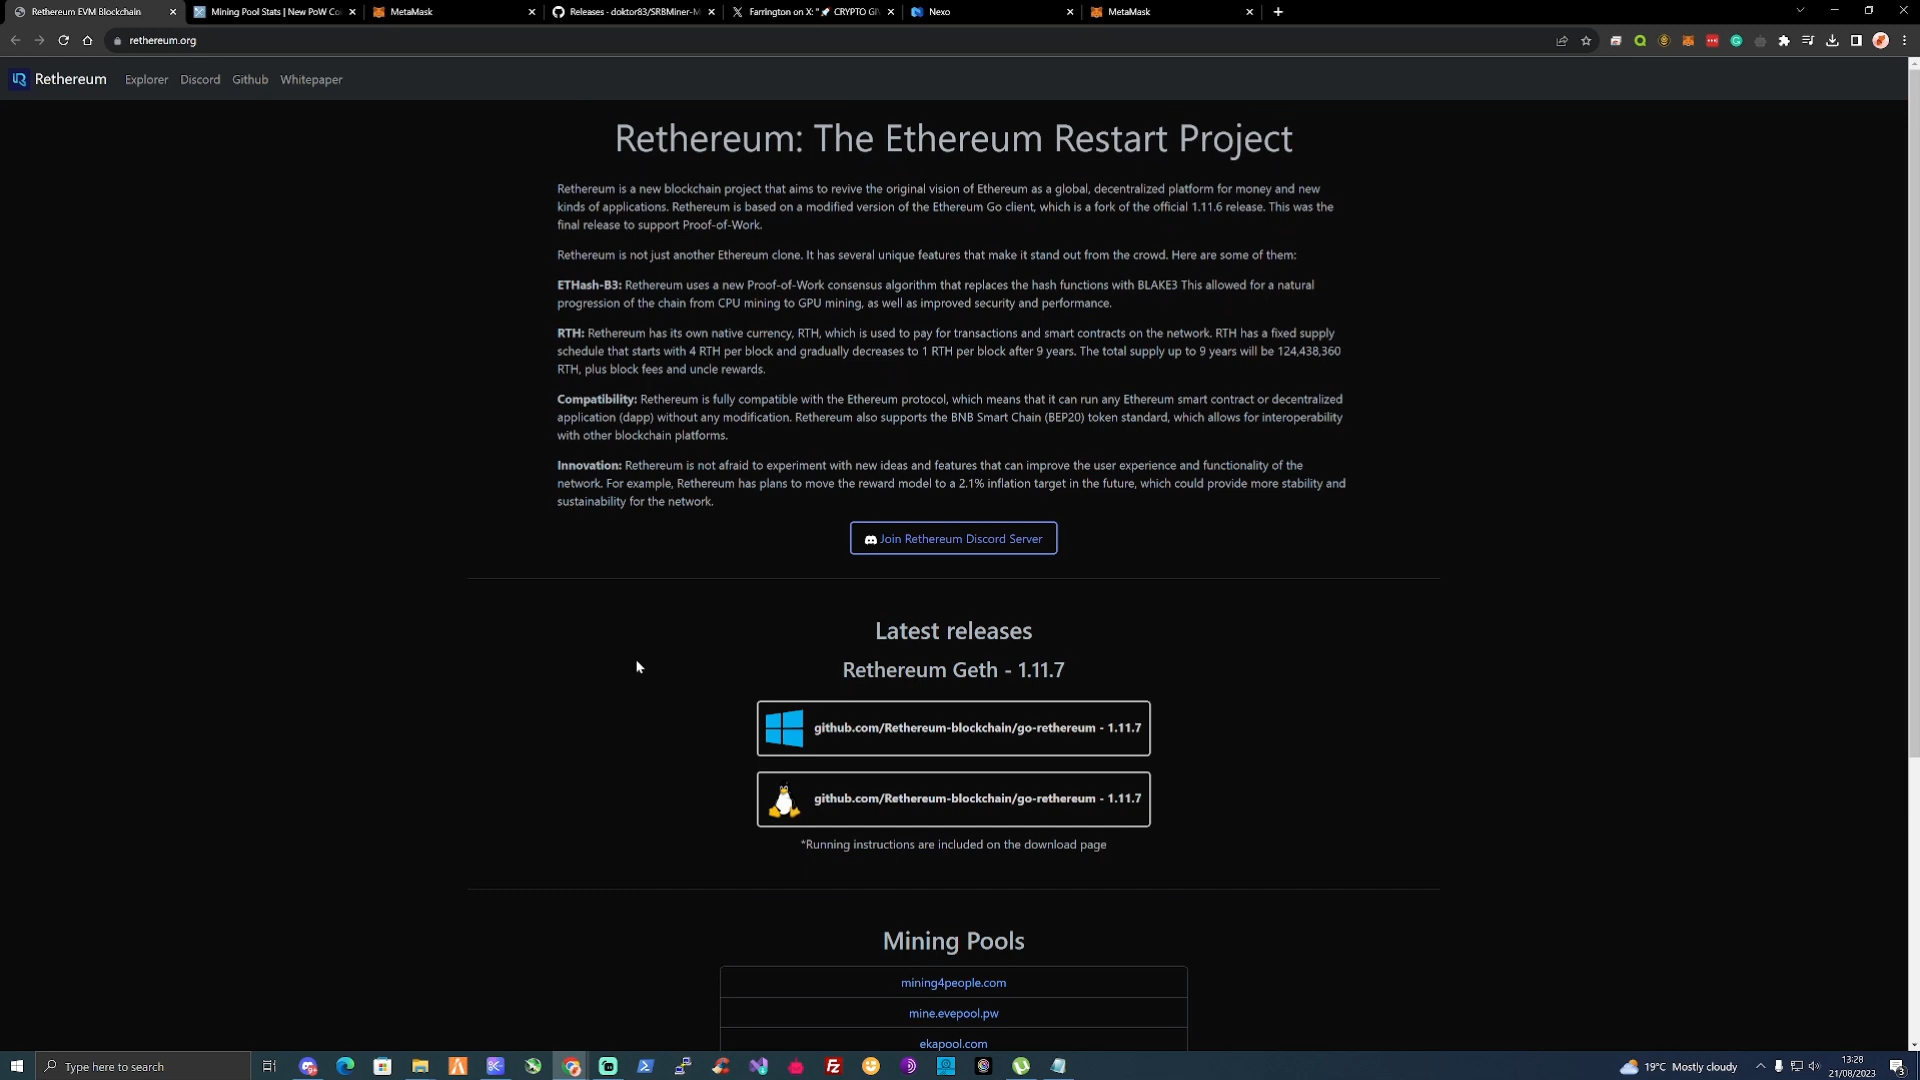 Rethereum EVM Blockchain
Mining Pool Stats | New PoW Co
MetaMask
Releases - doktor83/SRBMiner-M
Farrington on X: "🚀 CRYPTO GI
Nexo
MetaMask
rethereum.org
Rethereum Explorer Discord Github Whitepaper
Rethereum: The Ethereum Restart Project
Rethereum is a new blockchain project that aims to revive the original vision of Ethereum as a global, decentralized platform for money and new
kinds of applications. Rethereum is based on a modified version of the Ethereum Go client, which is a fork of the official 1.11.6 release. This was the
final release to support Proof-of-Work.
Rethereum is not just another Ethereum clone. It has several unique features that make it stand out from the crowd. Here are some of them:
ETHash-B3: Rethereum uses a new Proof-of-Work consensus algorithm that replaces the hash functions with BLAKE3 This allowed for a natural
progression of the chain from CPU mining to GPU mining, as well as improved security and performance.
RTH: Rethereum has its own native currency, RTH, which is used to pay for transactions and smart contracts on the network. RTH has a fixed supply
schedule that starts with 4 RTH per block and gradually decreases to 1 RTH per block after 9 years. The total supply up to 9 years will be 124,438,360
RTH, plus block fees and uncle rewards.
Compatibility: Rethereum is fully compatible with the Ethereum protocol, which means that it can run any Ethereum smart contract or decentralized
application (dapp) without any modification. Rethereum also supports the BNB Smart Chain (BEP20) token standard, which allows for interoperability
with other blockchain platforms.
Innovation: Rethereum is not afraid to experiment with new ideas and features that can improve the user experience and functionality of the
network. For example, Rethereum has plans to move the reward model to a 2.1% inflation target in the future, which could provide more stability and
sustainability for the network.
Join Rethereum Discord Server
Latest releases
Rethereum Geth - 1.11.7
github.com/Rethereum-blockchain/go-rethereum - 1.11.7
github.com/Rethereum-blockchain/go-rethereum - 1.11.7
*Running instructions are included on the download page
Mining Pools
mining4people.com
mine.evepool.pw
ekapool.com
Type here to search
19°C Mostly cloudy
13:28
21/08/2023